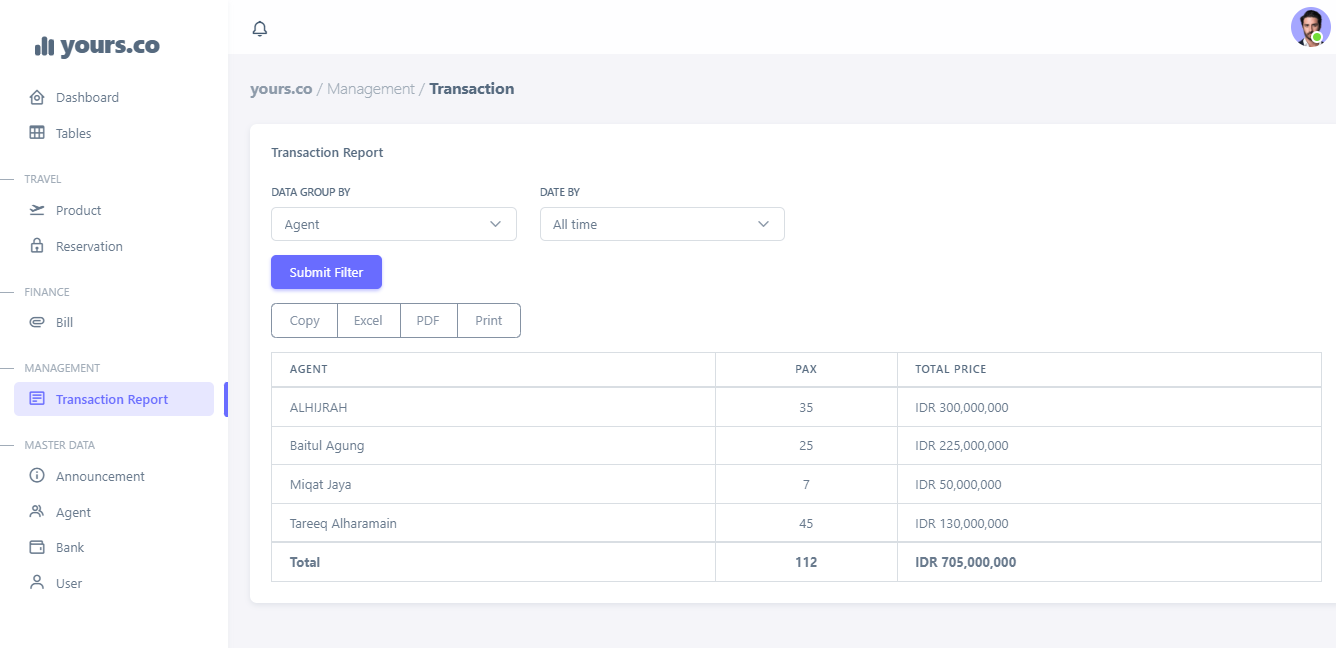 yours.co
Dashboard
Tables
TRAVEL
Product
Reservation
FINANCE
Bill
MANAGEMENT
Transaction Report
MASTER DATA
Announcement
Agent
Bank
User
yours.co / Management / Transaction
Transaction Report
DATA GROUP BY DATE BY
Agent All time
Submit Filter
Copy Excel PDF Print
AGENT PAX TOTAL PRICE
ALHIJRAH 35 IDR 300,000,000
Baitul Agung 25 IDR 225,000,000
Miqat Jaya 7 IDR 50,000,000
Tareeq Alharamain 45 IDR 130,000,000
Total 112 IDR 705,000,000